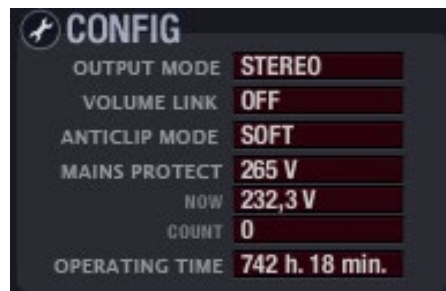 CONFIG
OUTPUT MODE STEREO
VOLUME LINK OFF
ANTICLIP MODE SOFT
MAINS PROTECT 265 V
NOW 232,3 V
COUNT 0
OPERATING TIME 742 h. 18 min.